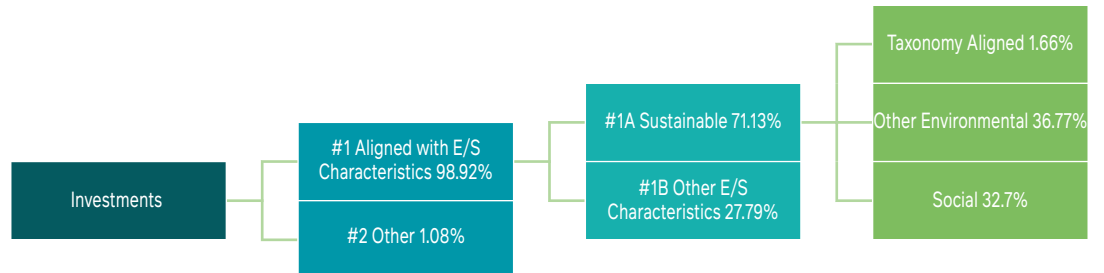 Investments
#1 Aligned with E/S
Characteristics 98.92%
#2 Other 1.08%
#1A Sustainable 71.13%
#1B Other E/S
Characteristics 27.79%
Taxonomy Aligned 1.66%
Other Environmental 36.77%
Social 32.7%